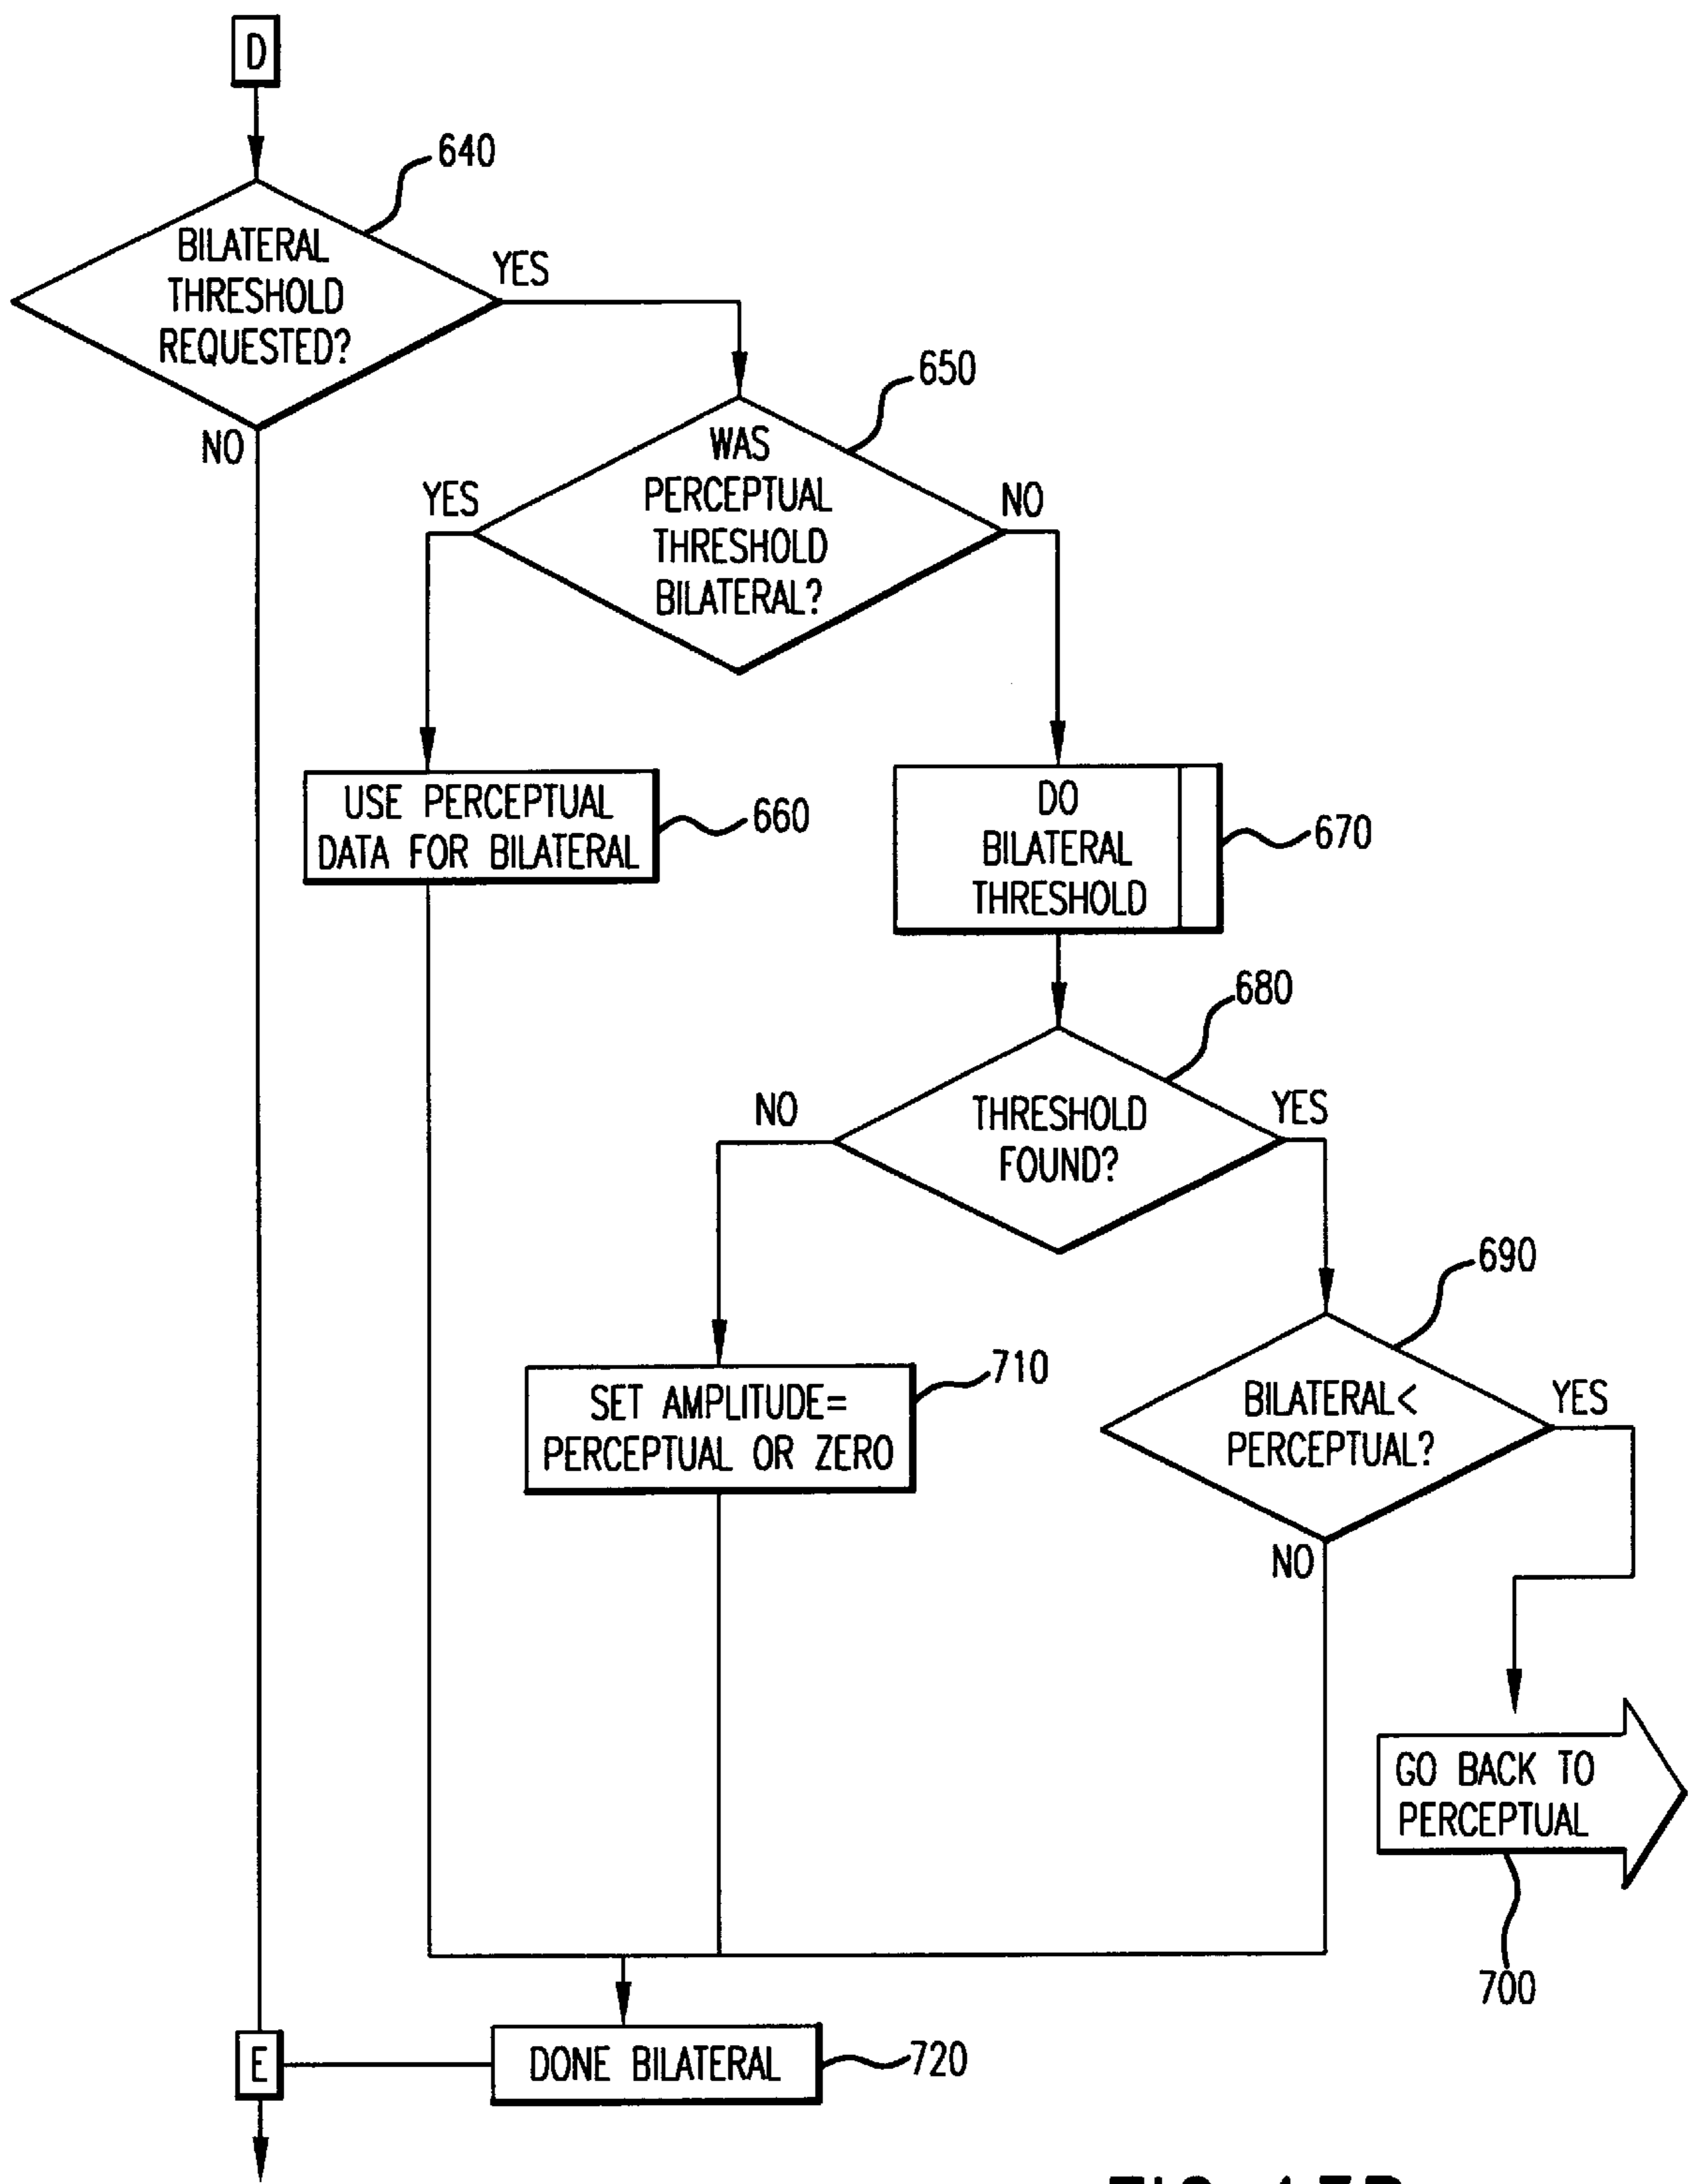 D
640
BILATERAL
THRESHOLD
REQUESTED?
YES
NO
650
WAS
PERCEPTUAL
THRESHOLD
BILATERAL?
YES
NO
USE PERCEPTUAL
DATA FOR BILATERAL
660
DO
BILATERAL
THRESHOLD
670
680
THRESHOLD
FOUND?
NO
YES
690
BILATERAL<
PERCEPTUAL?
YES
NO
710
SET AMPLITUDE=
PERCEPTUAL OR ZERO
GO BACK TO
PERCEPTUAL
700
E
DONE BILATERAL
720